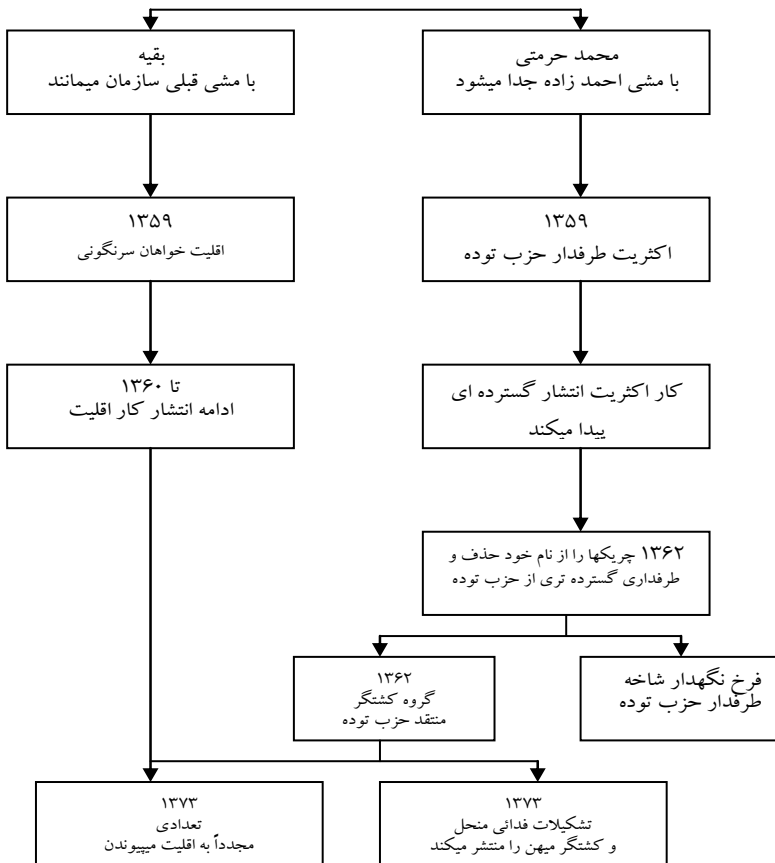 محمد حرمتی
با مشی احمد زاده جدا میشود
بقیه
با مشی قبلی سازمان میمانند
۱۳۵۹
اکثریت طرفدار حزب توده
۱۳۵۹
اقلیت خواهان سرنگونی
کار اکثریت انتشار گسترده ای
پیدا میکند
تا ۱۳۶۰
ادامه انتشار کار اقلیت
۱۳۶۲ چریکها را از نام خود حذف و
طرفداری گسترده تری از حزب توده
فرخ نگهدار شاخه
طرفدار حزب توده
۱۳۶۲
گروه کشتگر
منتقد حزب توده
۱۳۷۳
تشکیلات فدائی منحل
و کشتگر میهن را منتشر میکند
۱۳۷۳
تعدادی
مجدداً به اقلیت میپیوندن